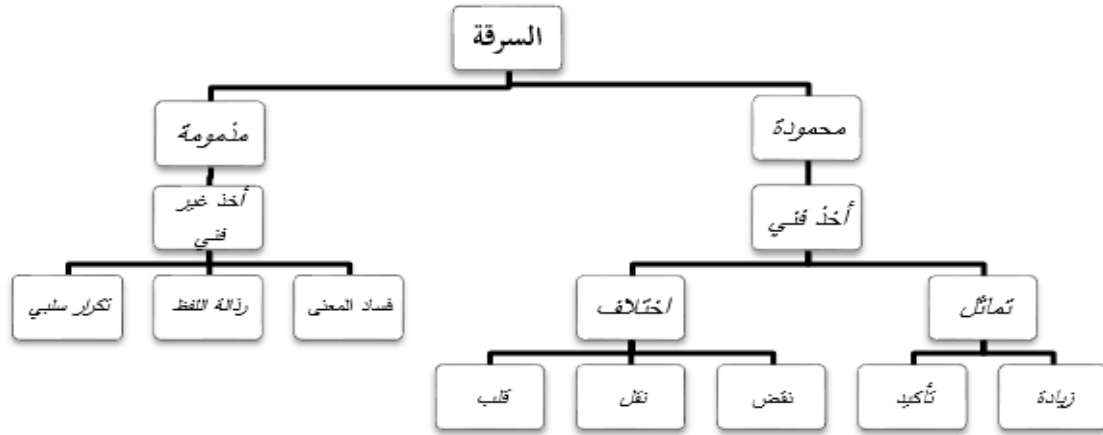 السرقة
محمودة
مذمومة
أخذ فني
أخذ غير
فني
تماثل
اختلاف
فساد المعنى
رذالة اللفظ
تكرار سلبي
زيادة
تأكيد
نقض
نقل
قلب